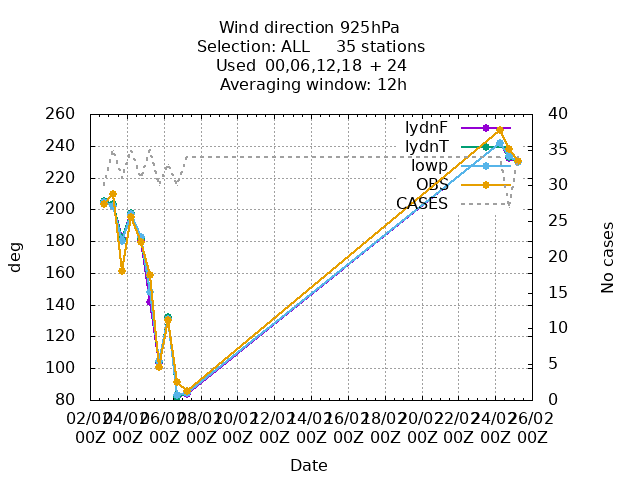 Wind direction 925hPa
Selection: ALL 35 stations
Used 00,06,12,18 + 24
Averaging window: 12h
260
240
220
200
180
160
140
120
100
80
deg
40
35
30
25
20
15
10
5
0
No cases
lydnF
lydnT
lowp
OBS
CASES
02/02 04/02 06/02 08/02 10/02 12/02 14/02 16/02 18/02 20/02 22/02 24/02 26/02
00Z 00Z 00Z 00Z 00Z 00Z 00Z 00Z 00Z 00Z 00Z 00Z 00Z
Date